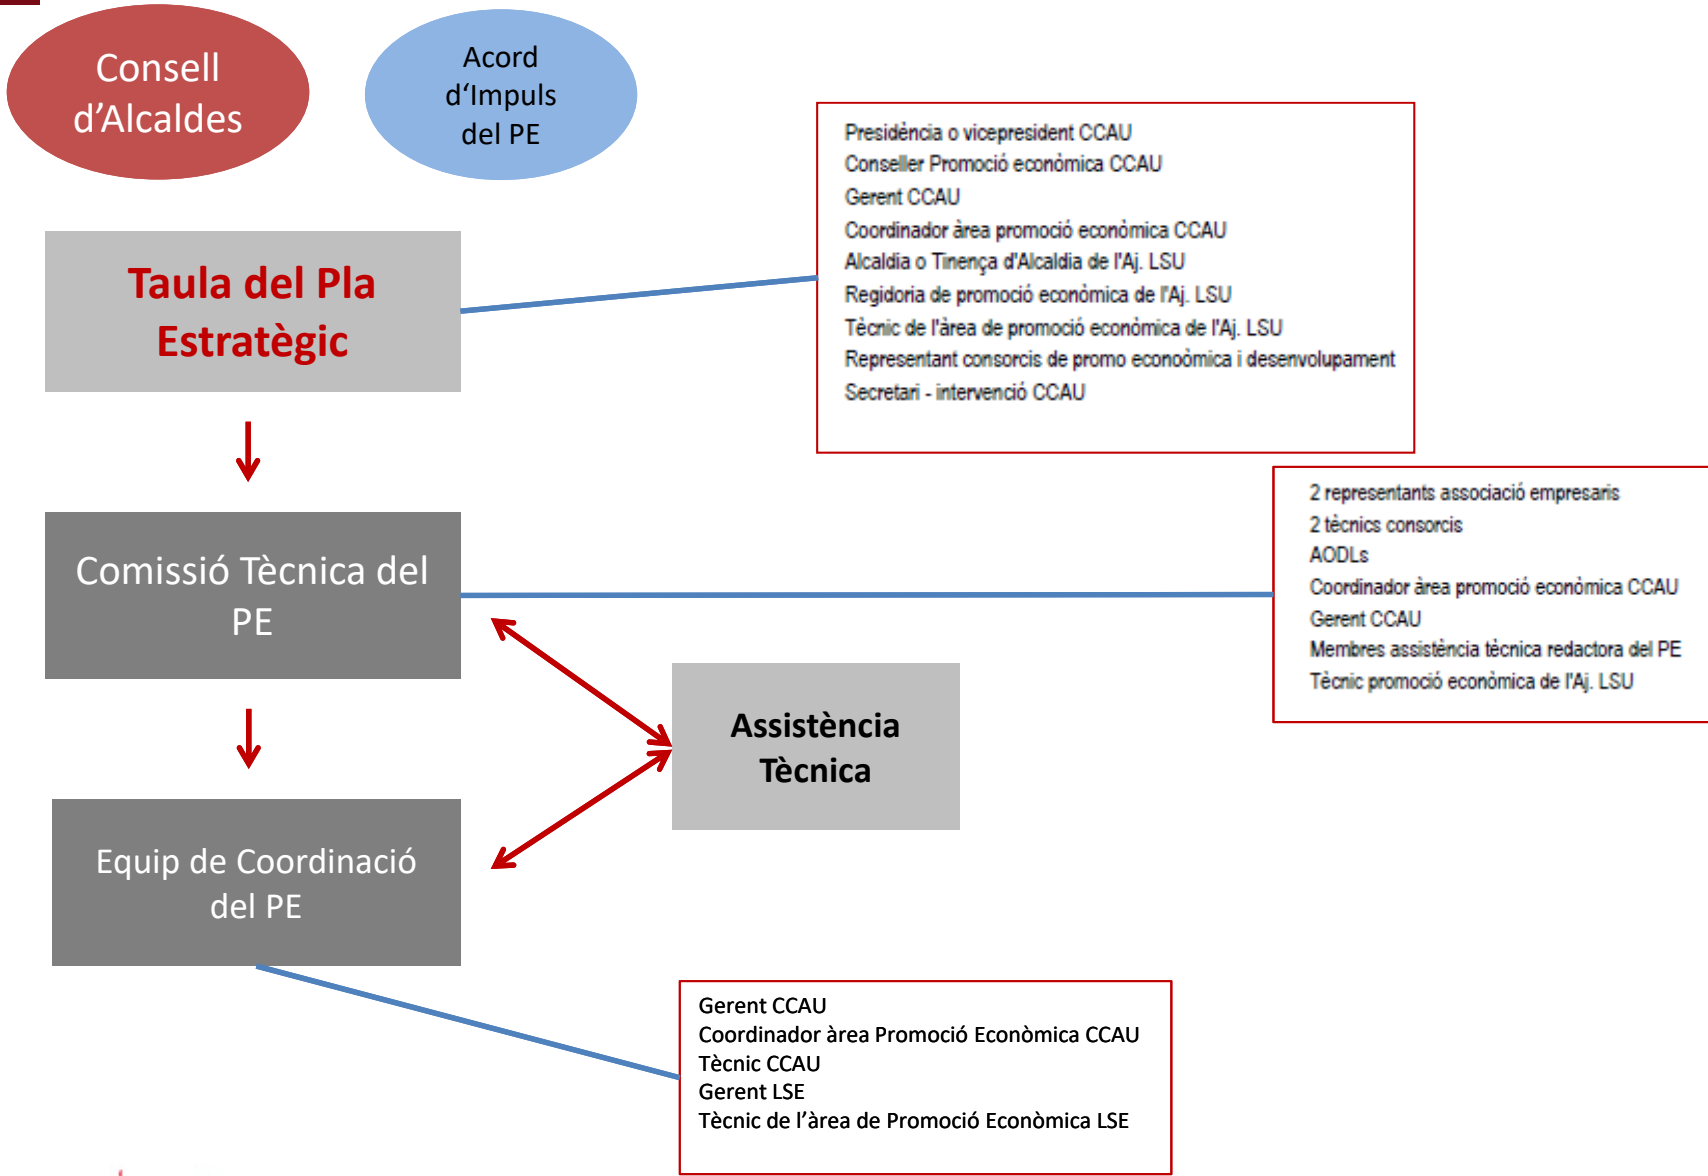 Consell
d'Alcaldes
Acord
d‘Impuls
del PE
Presidència o vicepresident CCAU
Conseller Promoció econòmica CCAU
Gerent CCAU
Coordinador àrea promoció econòmica CCAU
Alcaldia o Tinença d'Alcaldia de l'Aj. LSU
Regidoria de promoció econòmica de l'Aj. LSU
Tècnic de l'àrea de promoció econòmica de l'Aj. LSU
Representant consorcis de promo econoòmica i desenvolupament
Secretari - intervenció CCAU
Taula del Pla
Estratègic
2 representants associació empresaris
2 tècnics consorcis
AODLs
Coordinador àrea promoció econòmica CCAU
Gerent CCAU
Membres assistència tècnica redactora del PE
Tècnic promoció econòmica de l'Aj. LSU
Comissió Tècnica del
PE
Assistència
Tècnica
Equip de Coordinació
del PE
Gerent CCAU
Coordinador àrea Promoció Econòmica CCAU
Tècnic CCAU
Gerent LSE
Tècnic de l’àrea de Promoció Econòmica LSE